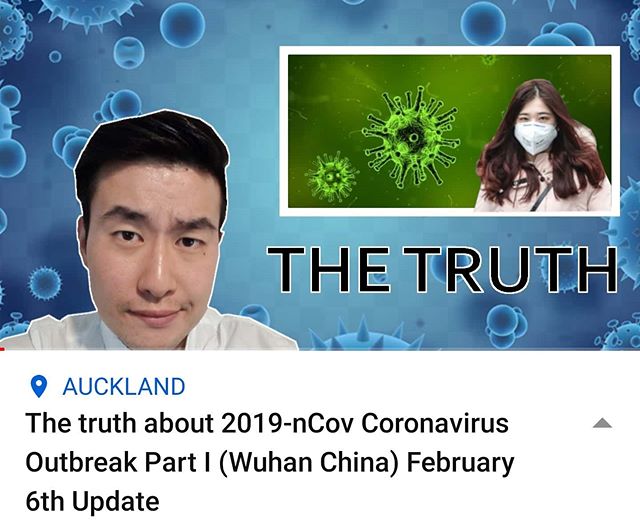 THE TRUTH
AUCKLAND
The truth about 2019-nCov Coronavirus
Outbreak Part I (Wuhan China) February
6th Update